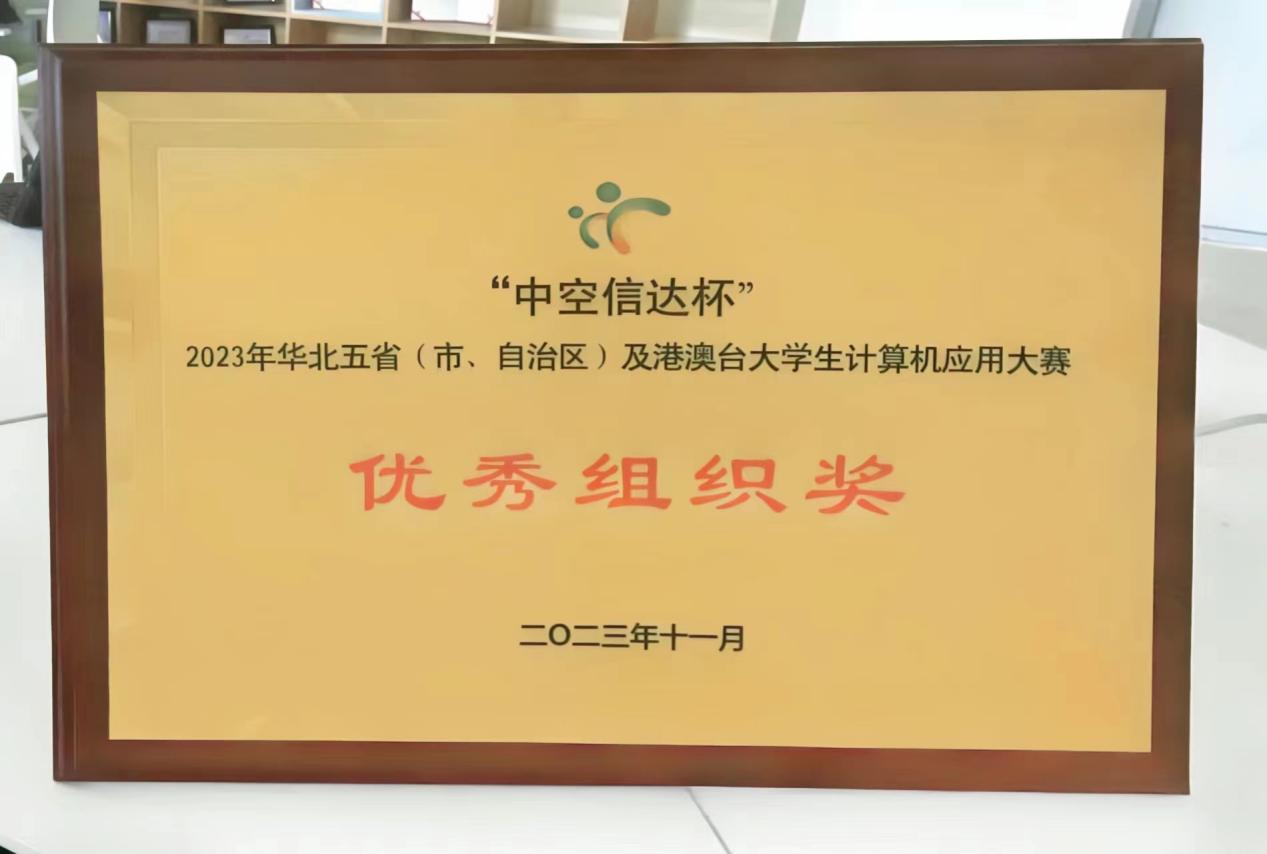 “中空信达杯”
2023年华北五省（市、自治区）及港澳台大学生计算机应用大赛
优秀组织奖
二〇二三年十一月